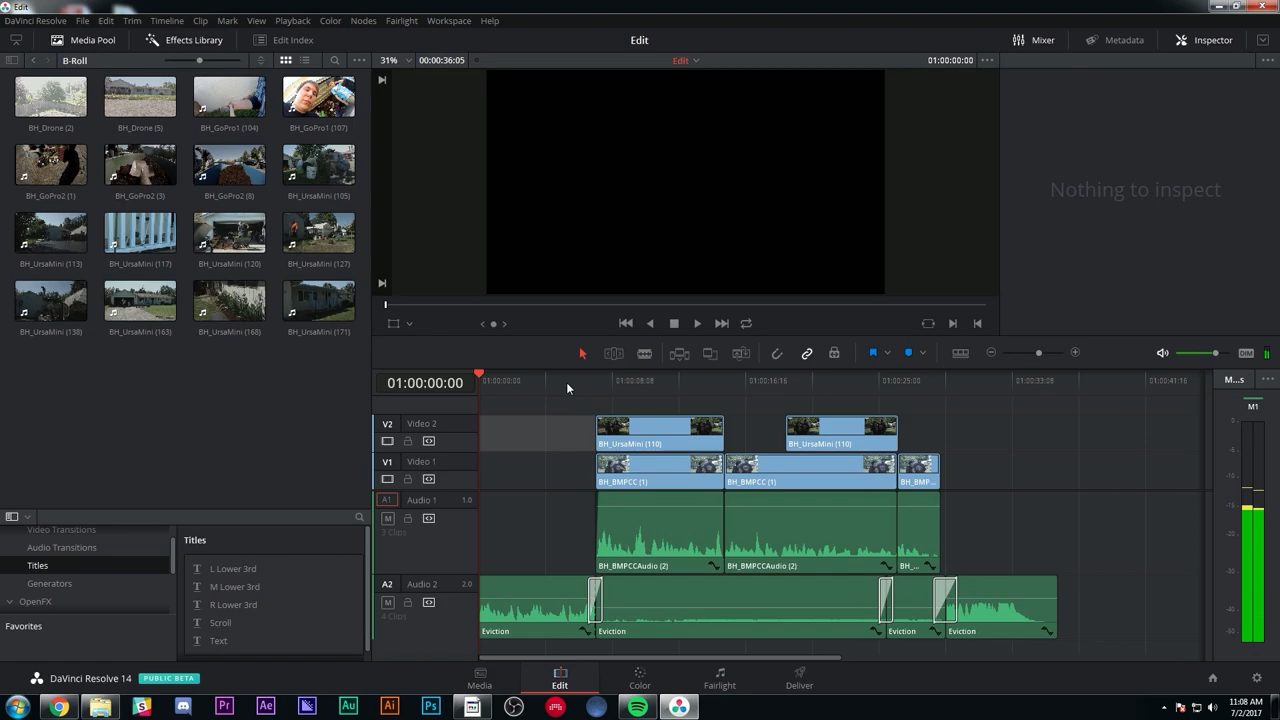 Edit
DaVinci Resolve File Edit Trim Timeline Clip Mark View Playback Color Nodes Fairlight Workspace Help
Media Pool Effects Library Edit Index Edit Mixer Metadata Inspector
B-Roll 31% 00:00:36:05 Edit 01:00:00:00
BH_Drone (2) BH_Drone (5) BH_GoPro1 (104) BH_GoPro1 (107)
BH_GoPro2 (1) BH_GoPro2 (3) BH_GoPro2 (8) BH_UrsaMini (105)
Nothing to inspect
BH_UrsaMini (113) BH_UrsaMini (117) BH_UrsaMini (120) BH_UrsaMini (127)
BH_UrsaMini (138) BH_UrsaMini (163) BH_UrsaMini (168) BH_UrsaMini (171)
DIM
01:00:00:00 01:00:00:00 01:00:08:08 01:00:16:16 01:00:25:00 01:00:33:08 01:00:41:16 M...s
M1
V2 Video 2
BH_UrsaMini (110) BH_UrsaMini (110)
V1 Video 1
BH_BMPCC (1) BH_BMPCC (1) BH_BMP...
A1 Audio 1 1.0
M
3 Clips
BH_BMPCCAudio (2) BH_BMPCCAudio (2) BH_...
A2 Audio 2 2.0
M
4 Clips
Eviction Eviction Eviction Eviction
Video Transitions
Audio Transitions
Titles
Generators
OpenFX
Favorites
Titles
L Lower 3rd
M Lower 3rd
R Lower 3rd
Scroll
Text
DaVinci Resolve 14 PUBLIC BETA Media Edit Color Fairlight Deliver
Pr Ae Au Ai Ps
11:08 AM
7/2/2017